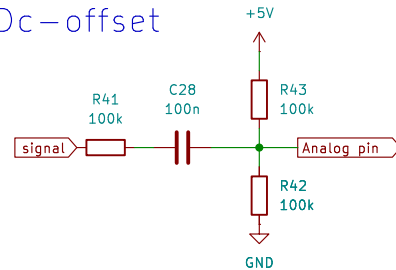 Dc-offset
+5V
R41
100k
C28
100n
R43
100k
signal
Analog pin
R42
100k
GND